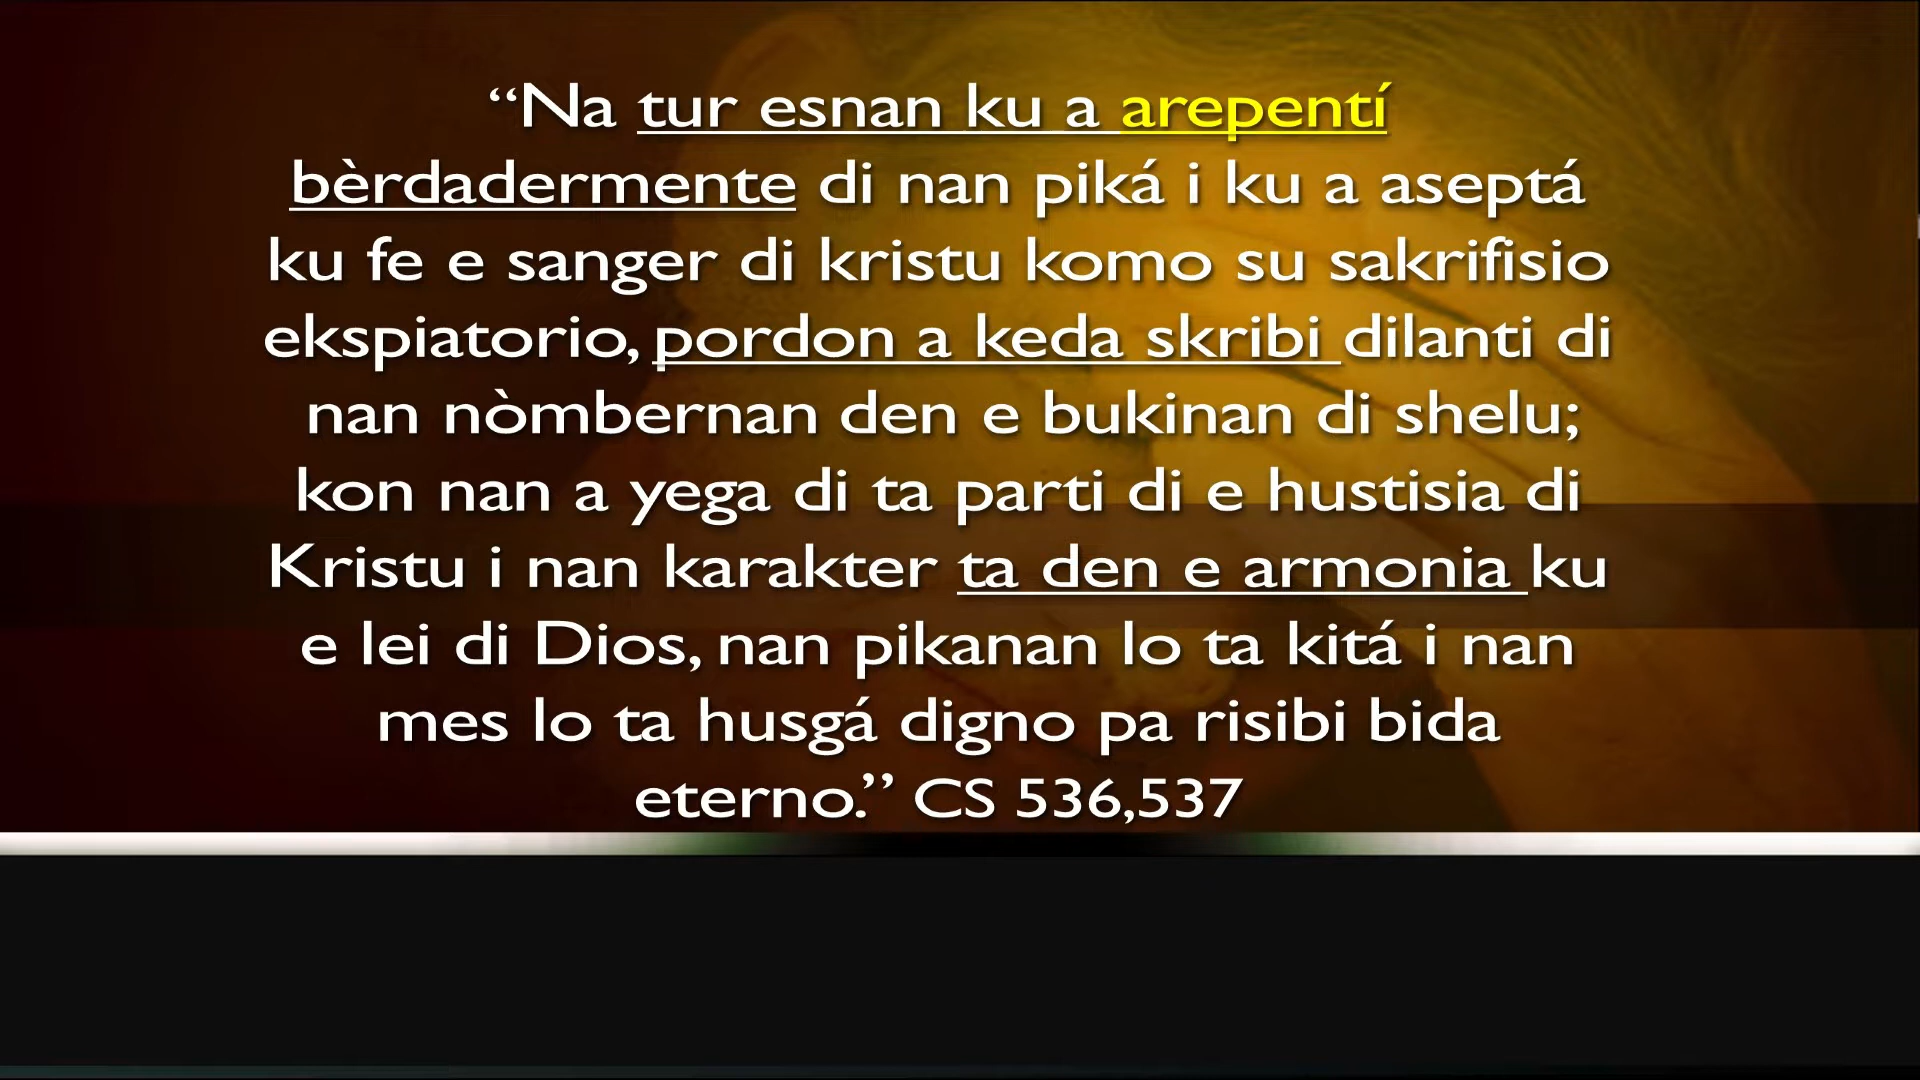 “Na tur esnan ku a arepentí
bèrdadermente di nan piká i ku a aseptá
ku fe e sanger di kristu komo su sakrifisio
ekspiatorio, pordon a keda skribi dilanti di
nan nòmbernan den e bukinan di shelu;
kon nan a yega di ta parti di e hustisia di
Kristu i nan karakter ta den e armonia ku
e lei di Dios, nan pikanan lo ta kitá i nan
mes lo ta husgá digno pa risibi bida
eterno.” CS 536,537